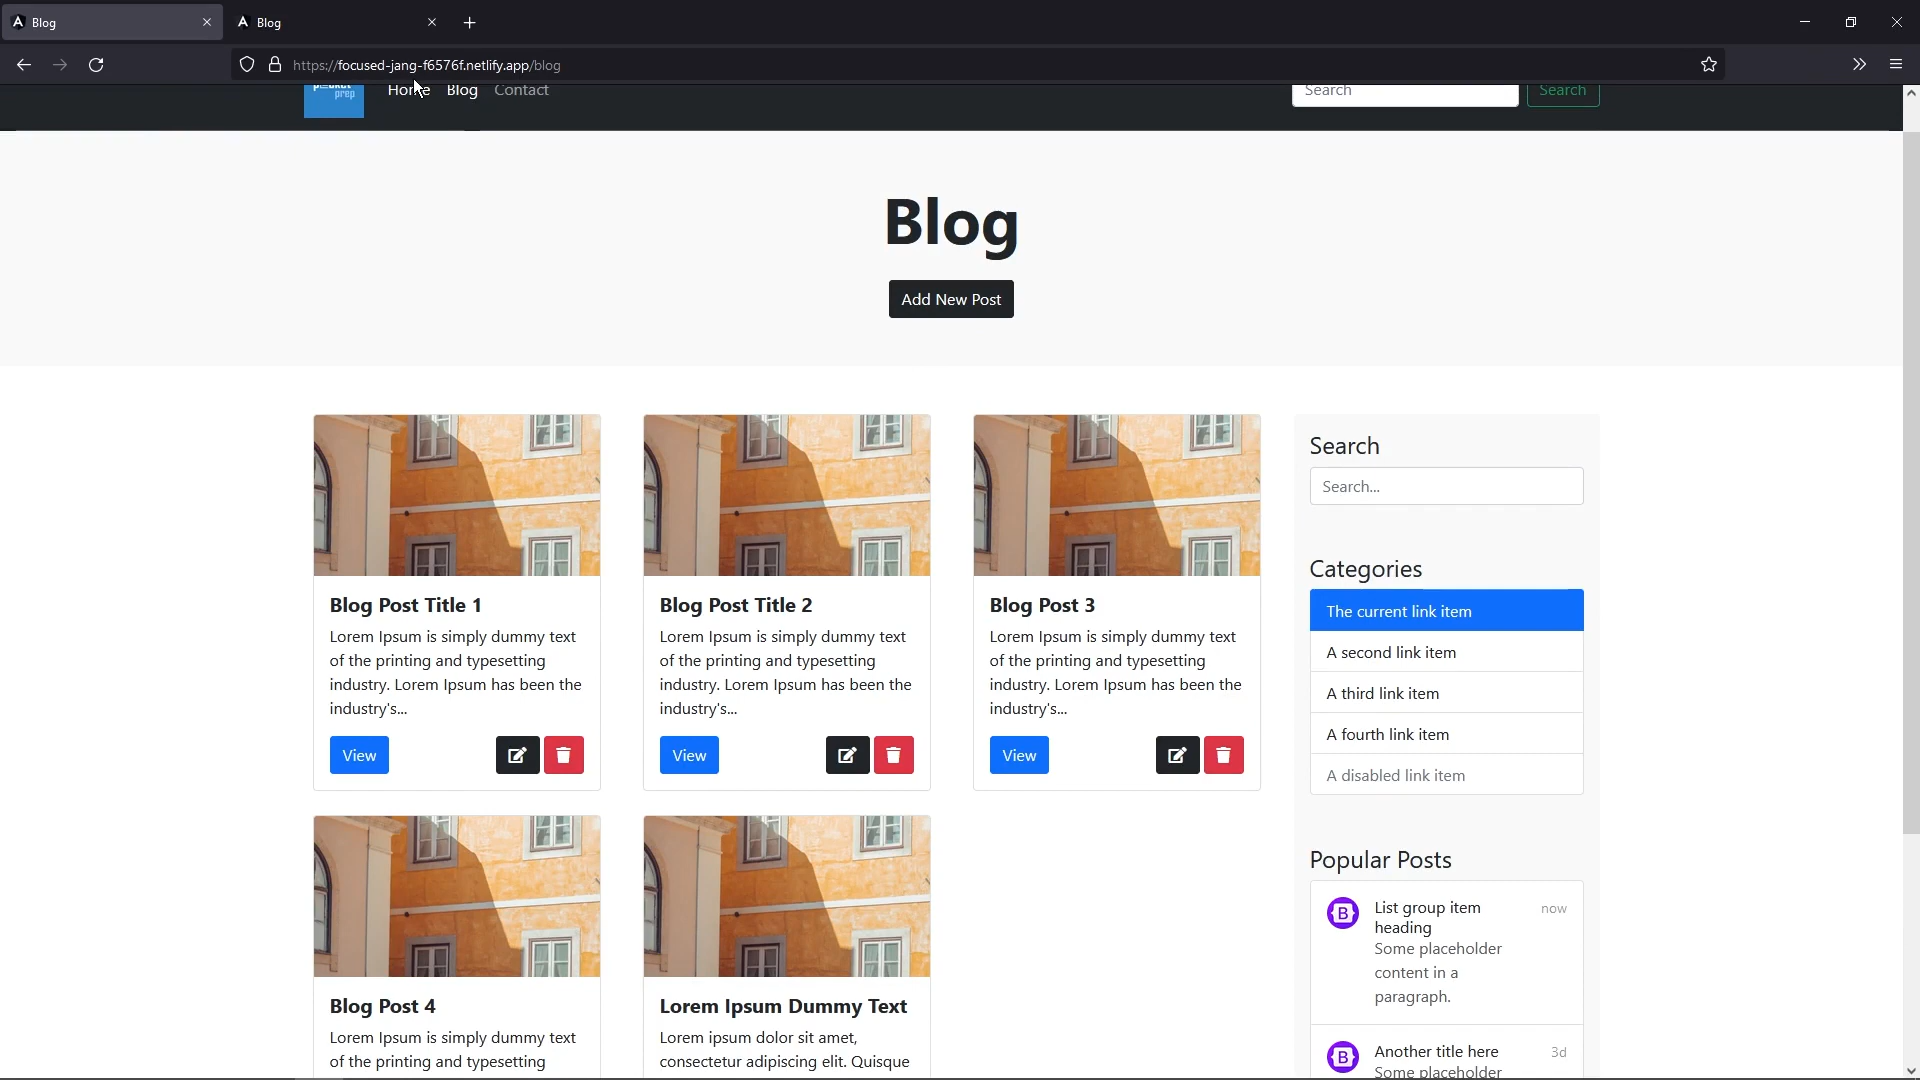 Blog
Blog
https://focused-jang-f6576f.netlify.app/blog
pocket
prep
Home Blog Contact
Search
Search
Blog
Add New Post
Blog Post Title 1
Lorem Ipsum is simply dummy text
of the printing and typesetting
industry. Lorem Ipsum has been the
industry's...
View
Blog Post Title 2
Lorem Ipsum is simply dummy text
of the printing and typesetting
industry. Lorem Ipsum has been the
industry's...
View
Blog Post 3
Lorem Ipsum is simply dummy text
of the printing and typesetting
industry. Lorem Ipsum has been the
industry's...
View
Blog Post 4
Lorem Ipsum is simply dummy text
of the printing and typesetting
Lorem Ipsum Dummy Text
Lorem ipsum dolor sit amet,
consectetur adipiscing elit. Quisque
Search
Search...
Categories
The current link item
A second link item
A third link item
A fourth link item
A disabled link item
Popular Posts
B
List group item now
heading
Some placeholder
content in a
paragraph.
B
Another title here 3d
Some placeholder